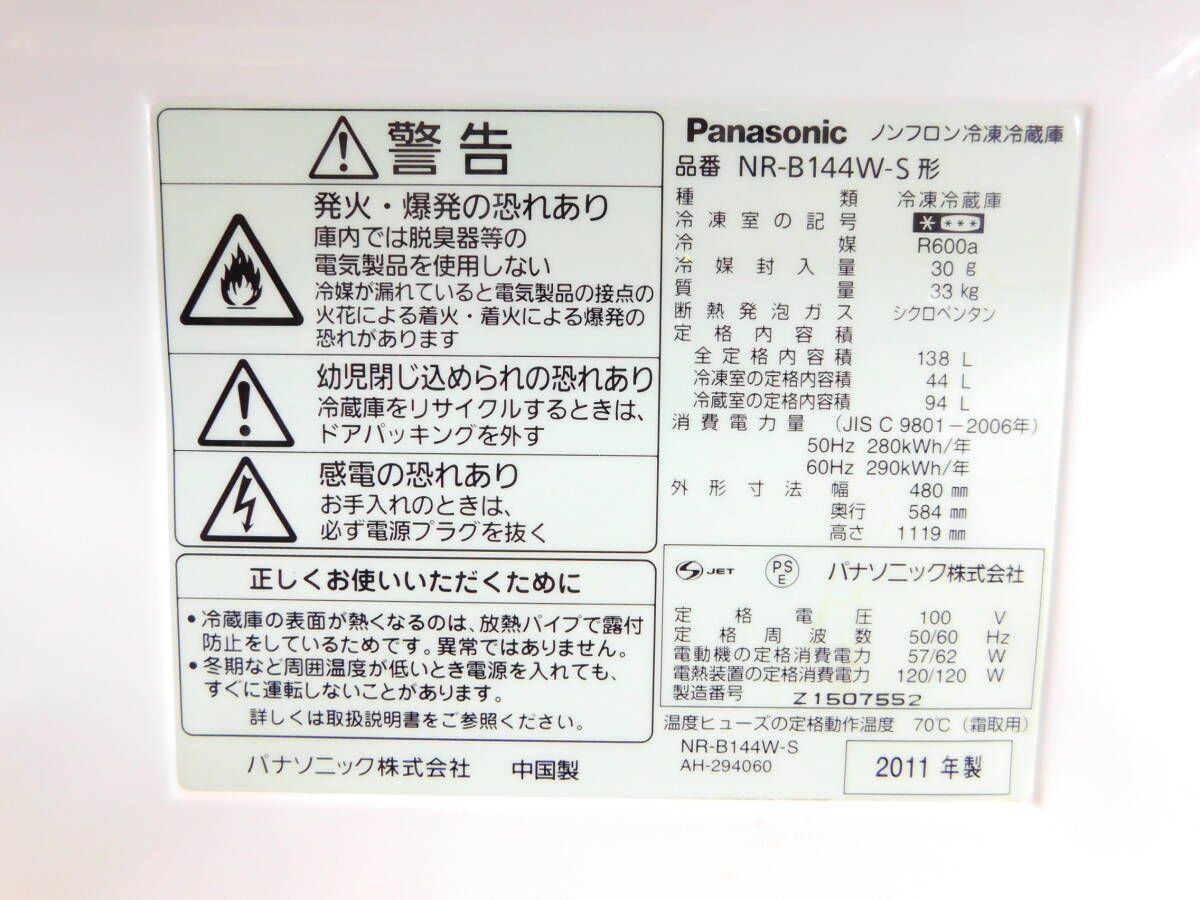 警告
発火・爆発の恐れあり
庫内では脱臭器等の
電気製品を使用しない
冷媒が漏れていると電気製品の接点の
火花による着火・着火による爆発の
恐れがあります
幼児閉じ込められの恐れあり
冷蔵庫をリサイクルするときは、
ドアパッキングを外す
感電の恐れあり
お手入れのときは、
必ず電源プラグを抜く
正しくお使いいただくために
•冷蔵庫の表面が熱くなるのは、放熱パイプで露付
防止をしているためです。異常ではありません。
•冬期など周囲温度が低いとき電源を入れても、
すぐに運転しないことがあります。
詳しくは取扱説明書をご参照ください。
パナソニック株式会社 中国製
Panasonic ノンフロン冷凍冷蔵庫
品番 NR-B144W-S 形
種類 冷凍冷蔵庫
冷凍室の記号 * ***
冷媒 R600a
冷媒封入量 30 g
質量 33 kg
断熱発泡ガス シクロペンタン
定格内容積
全定格内容積 138 L
冷凍室の定格内容積 44 L
冷蔵室の定格内容積 94 L
消費電力量 (JIS C 9801-2006年)
50Hz 280kWh/年
60Hz 290kWh/年
外形寸法 幅 480 mm
奥行 584 mm
高さ 1119 mm
S JET PS E パナソニック株式会社
定格電圧 100 V
定格周波数 50/60 Hz
電動機の定格消費電力 57/62 W
電熱装置の定格消費電力 120/120 W
製造番号 Z1507552
温度ヒューズの定格動作温度 70℃ (霜取用)
NR-B144W-S
AH-294060
2011 年製